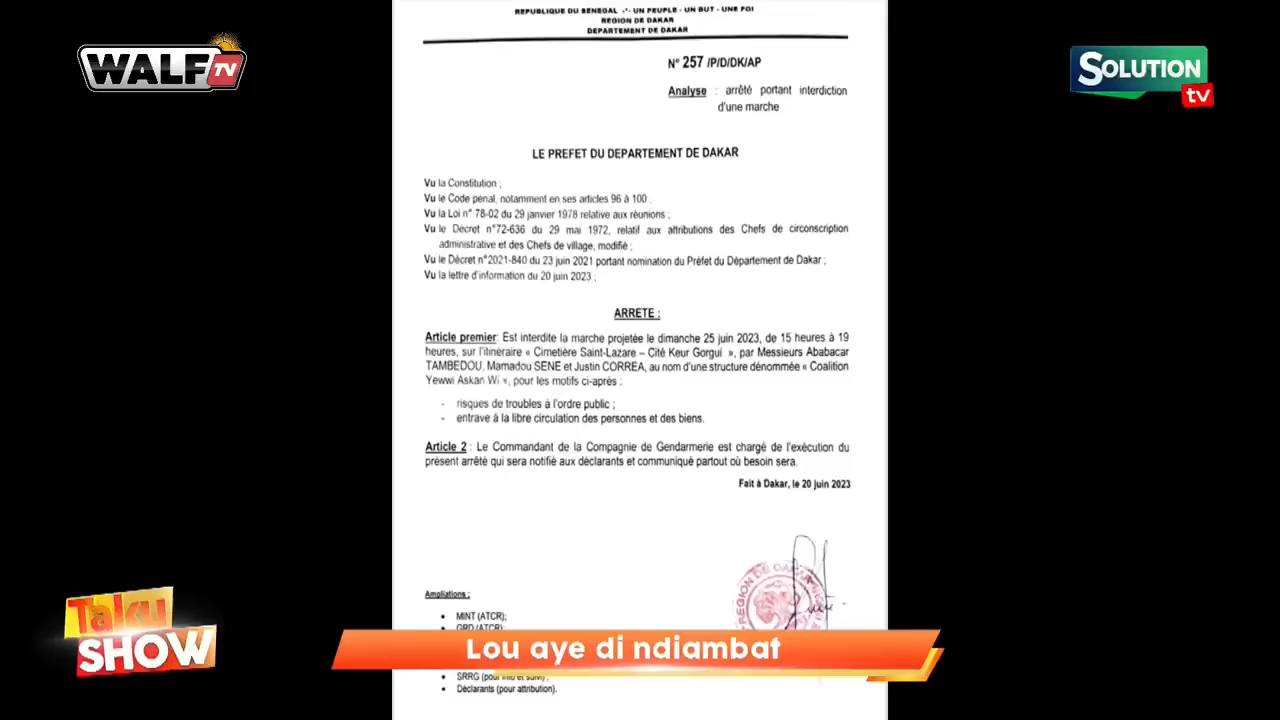 REPUBLIQUE DU SENEGAL -*- UN PEUPLE - UN BUT - UNE FOI
REGION DE DAKAR
DEPARTEMENT DE DAKAR
WALF TV
SOLUTION tv
N° 257 /P/D/DK/AP
Analyse : arrêté portant interdiction
d'une marche
LE PREFET DU DEPARTEMENT DE DAKAR
Vu la Constitution ;
Vu le Code pénal, notamment en ses articles 96 à 100 .
Vu la Loi n° 78-02 du 29 janvier 1978 relative aux réunions ;
Vu le Décret n°72-636 du 29 mai 1972, relatif aux attributions des Chefs de circonscription
administrative et des Chefs de village, modifié ;
Vu le Décret n°2021-840 du 23 juin 2021 portant nomination du Préfet du Département de Dakar ;
Vu la lettre d'information du 20 juin 2023 ;
ARRETE :
Article premier: Est interdite la marche projetée le dimanche 25 juin 2023, de 15 heures à 19
heures, sur l'itinéraire « Cimetière Saint-Lazare – Cité Keur Gorgui », par Messieurs Ababacar
TAMBEDOU, Mamadou SENE et Justin CORREA, au nom d'une structure dénommée « Coalition
Yewwi Askan Wi », pour les motifs ci-après :
- risques de troubles à l'ordre public ;
- entrave à la libre circulation des personnes et des biens.
Article 2 : Le Commandant de la Compagnie de Gendarmerie est chargé de l'exécution du
présent arrêté qui sera notifié aux déclarants et communiqué partout où besoin sera.
Fait à Dakar, le 20 juin 2023
REGION DE DAKAR
Ampliations :
• MINT (ATCR);
• GRD (ATCR);
Taku
SHOW
Lou aye di ndiambat
• SRRG (pour info et suivi) ;
• Déclarants (pour attribution).